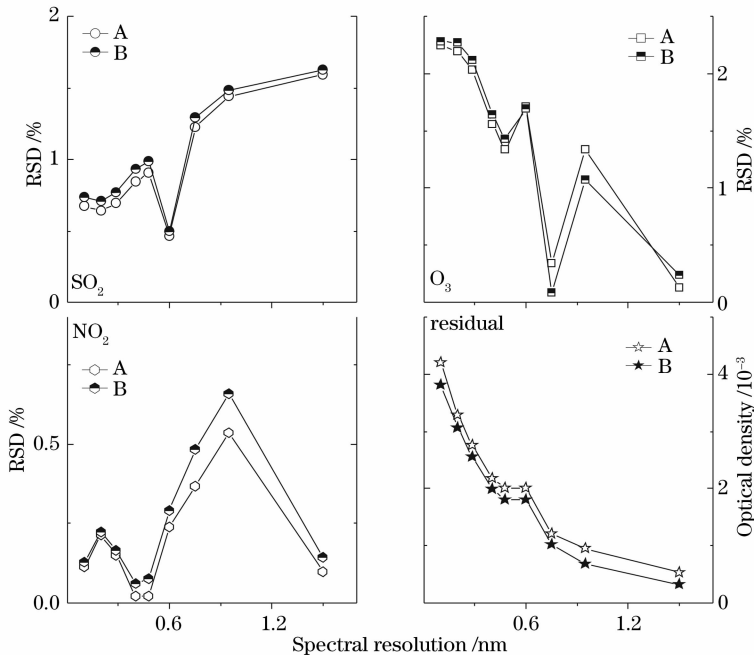 2
A
B
1
RSD /%
0
SO₂
A
B
2
RSD /%
1
0
O₃
NO₂
A
B
0.5
RSD /%
0.0
0.6
1.2
residual
A
B
4
Optical density /10⁻³
2
0
0.6
1.2
Spectral resolution /nm